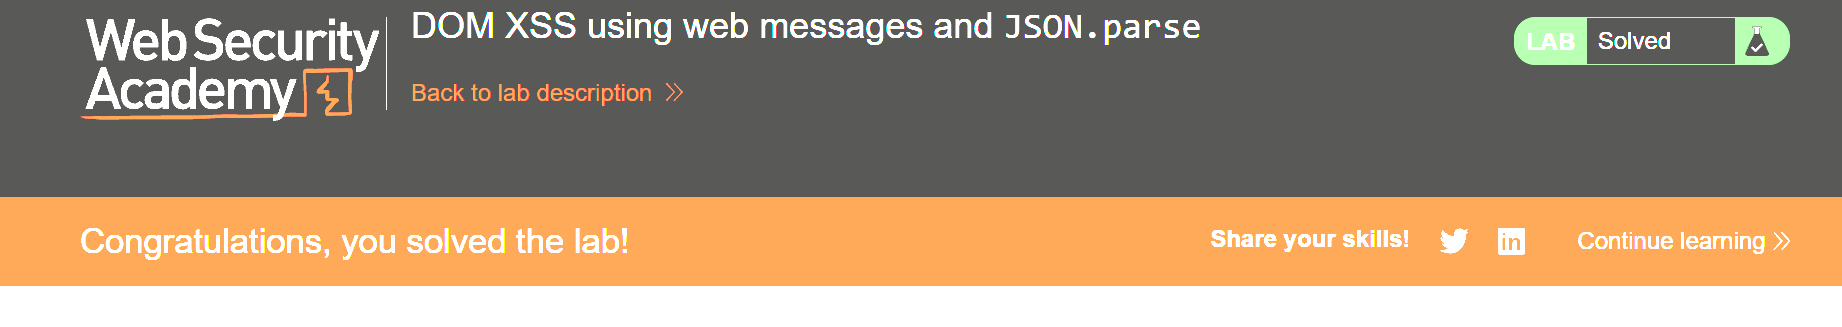 Web Security
Academy
DOM XSS using web messages and JSON.parse
Back to lab description
LAB Solved
Congratulations, you solved the lab!
Share your skills!
in
Continue learning